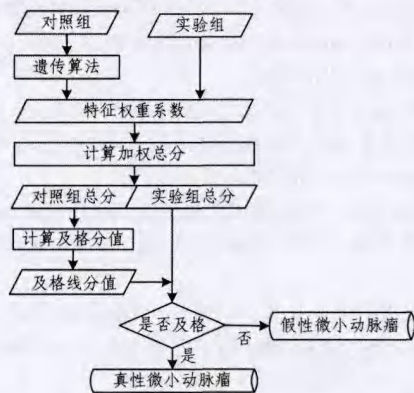 对照组
实验组
遗传算法
特征权重系数
计算加权总分
对照组总分
实验组总分
计算及格分值
及格线分值
是否及格
否
假性微小动脉瘤
是
真性微小动脉瘤